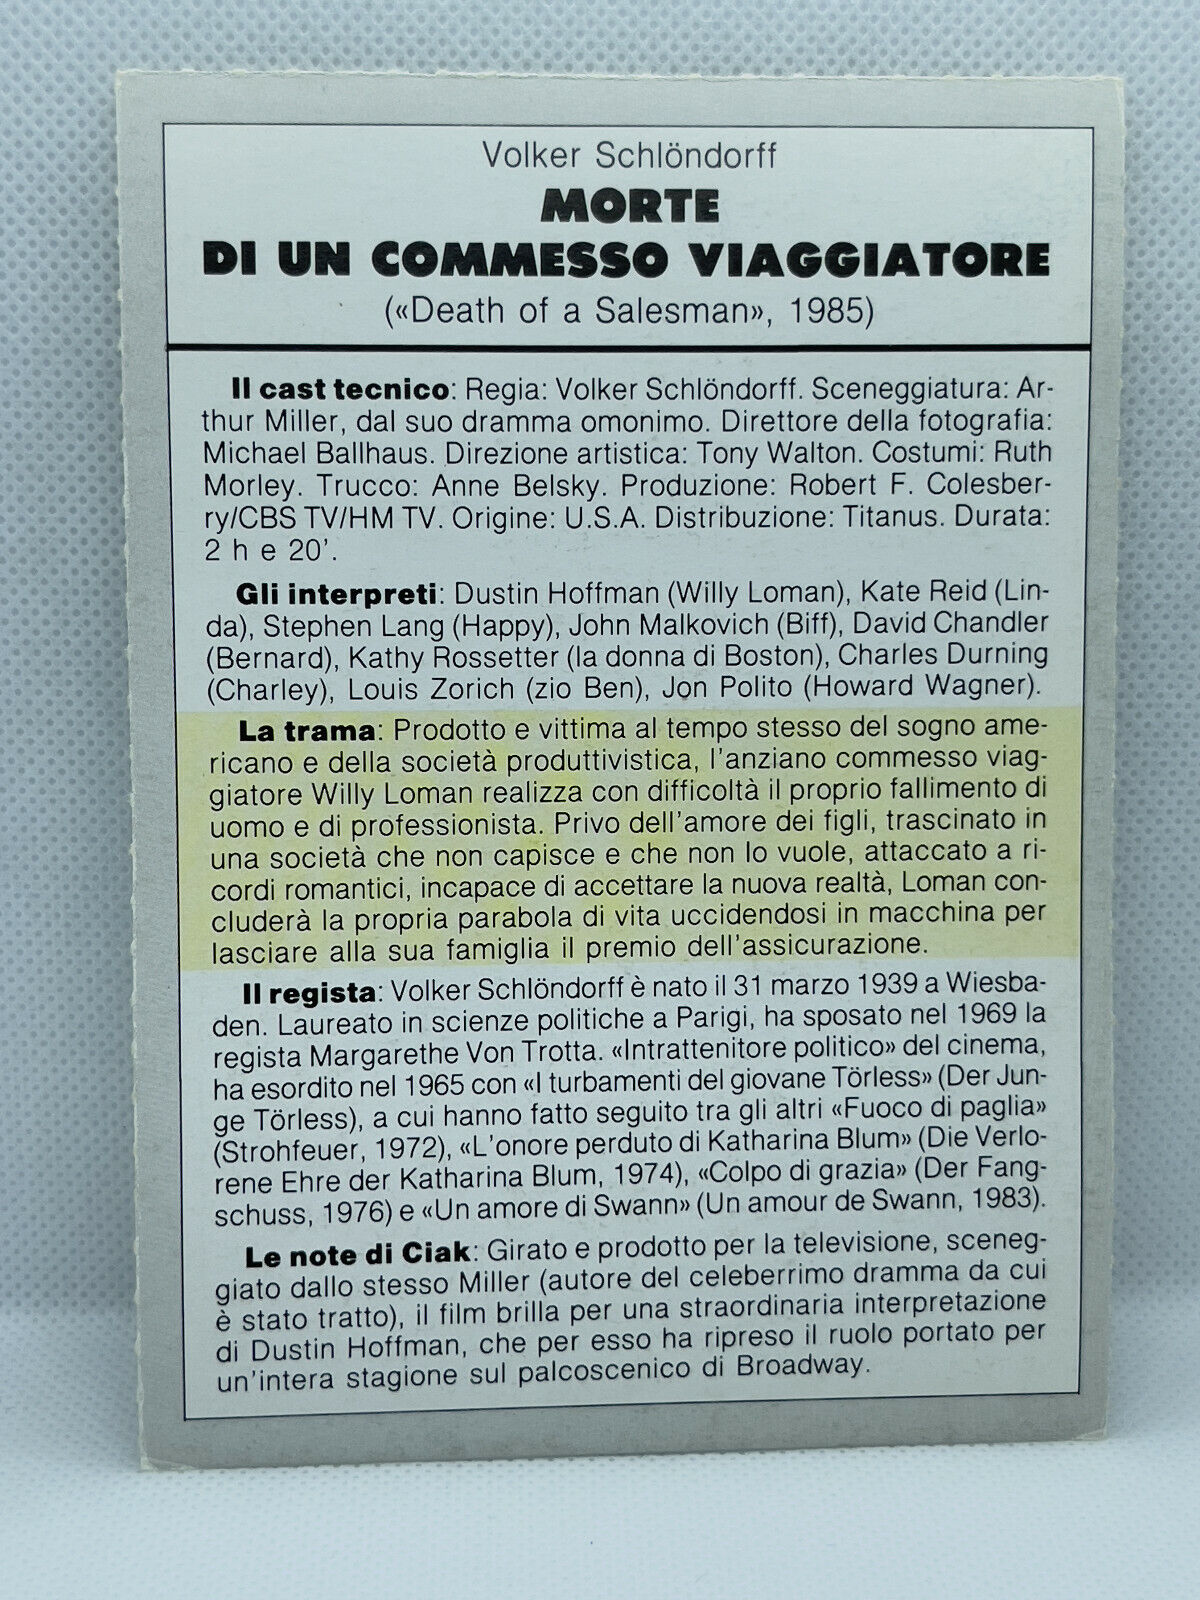 Volker Schlöndorff
MORTE
DI UN COMMESSO VIAGGIATORE
(«Death of a Salesman», 1985)
Il cast tecnico: Regia: Volker Schlöndorff. Sceneggiatura: Ar-
thur Miller, dal suo dramma omonimo. Direttore della fotografia:
Michael Ballhaus. Direzione artistica: Tony Walton. Costumi: Ruth
Morley. Trucco: Anne Belsky. Produzione: Robert F. Colesber-
ry/CBS TV/HM TV. Origine: U.S.A. Distribuzione: Titanus. Durata:
2 h e 20'.
Gli interpreti: Dustin Hoffman (Willy Loman), Kate Reid (Lin-
da), Stephen Lang (Happy), John Malkovich (Biff), David Chandler
(Bernard), Kathy Rossetter (la donna di Boston), Charles Durning
(Charley), Louis Zorich (zio Ben), Jon Polito (Howard Wagner).
La trama: Prodotto e vittima al tempo stesso del sogno ame-
ricano e della società produttivistica, l'anziano commesso viag-
giatore Willy Loman realizza con difficoltà il proprio fallimento di
uomo e di professionista. Privo dell'amore dei figli, trascinato in
una società che non capisce e che non lo vuole, attaccato a ri-
cordi romantici, incapace di accettare la nuova realtà, Loman con-
cluderà la propria parabola di vita uccidendosi in macchina per
lasciare alla sua famiglia il premio dell'assicurazione.
Il regista: Volker Schlöndorff è nato il 31 marzo 1939 a Wiesba-
den. Laureato in scienze politiche a Parigi, ha sposato nel 1969 la
regista Margarethe Von Trotta. «Intrattenitore politico» del cinema,
ha esordito nel 1965 con «I turbamenti del giovane Törless» (Der Jun-
ge Törless), a cui hanno fatto seguito tra gli altri «Fuoco di paglia»
(Strohfeuer, 1972), «L'onore perduto di Katharina Blum» (Die Verlo-
rene Ehre der Katharina Blum, 1974), «Colpo di grazia» (Der Fang-
schuss, 1976) e «Un amore di Swann» (Un amour de Swann, 1983).
Le note di Ciak: Girato e prodotto per la televisione, sceneg-
giato dallo stesso Miller (autore del celeberrimo dramma da cui
è stato tratto), il film brilla per una straordinaria interpretazione
di Dustin Hoffman, che per esso ha ripreso il ruolo portato per
un'intera stagione sul palcoscenico di Broadway.